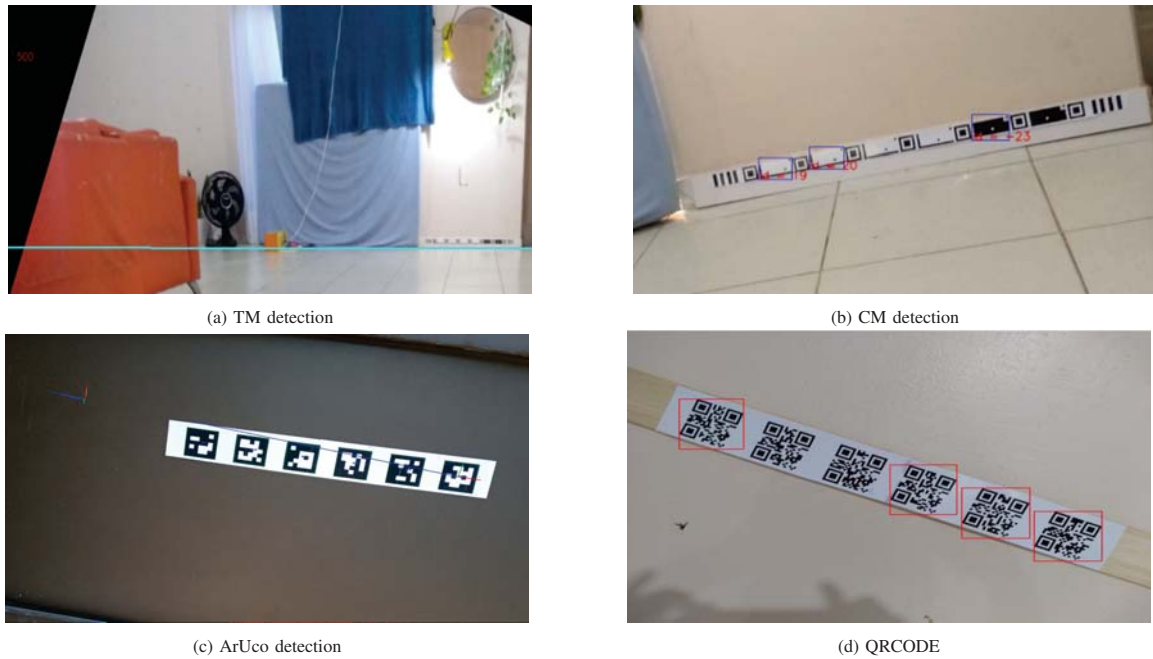 500
(a) TM detection
d = -19
d = 20
d = -23
(b) CM detection
(c) ArUco detection
(d) QRCODE